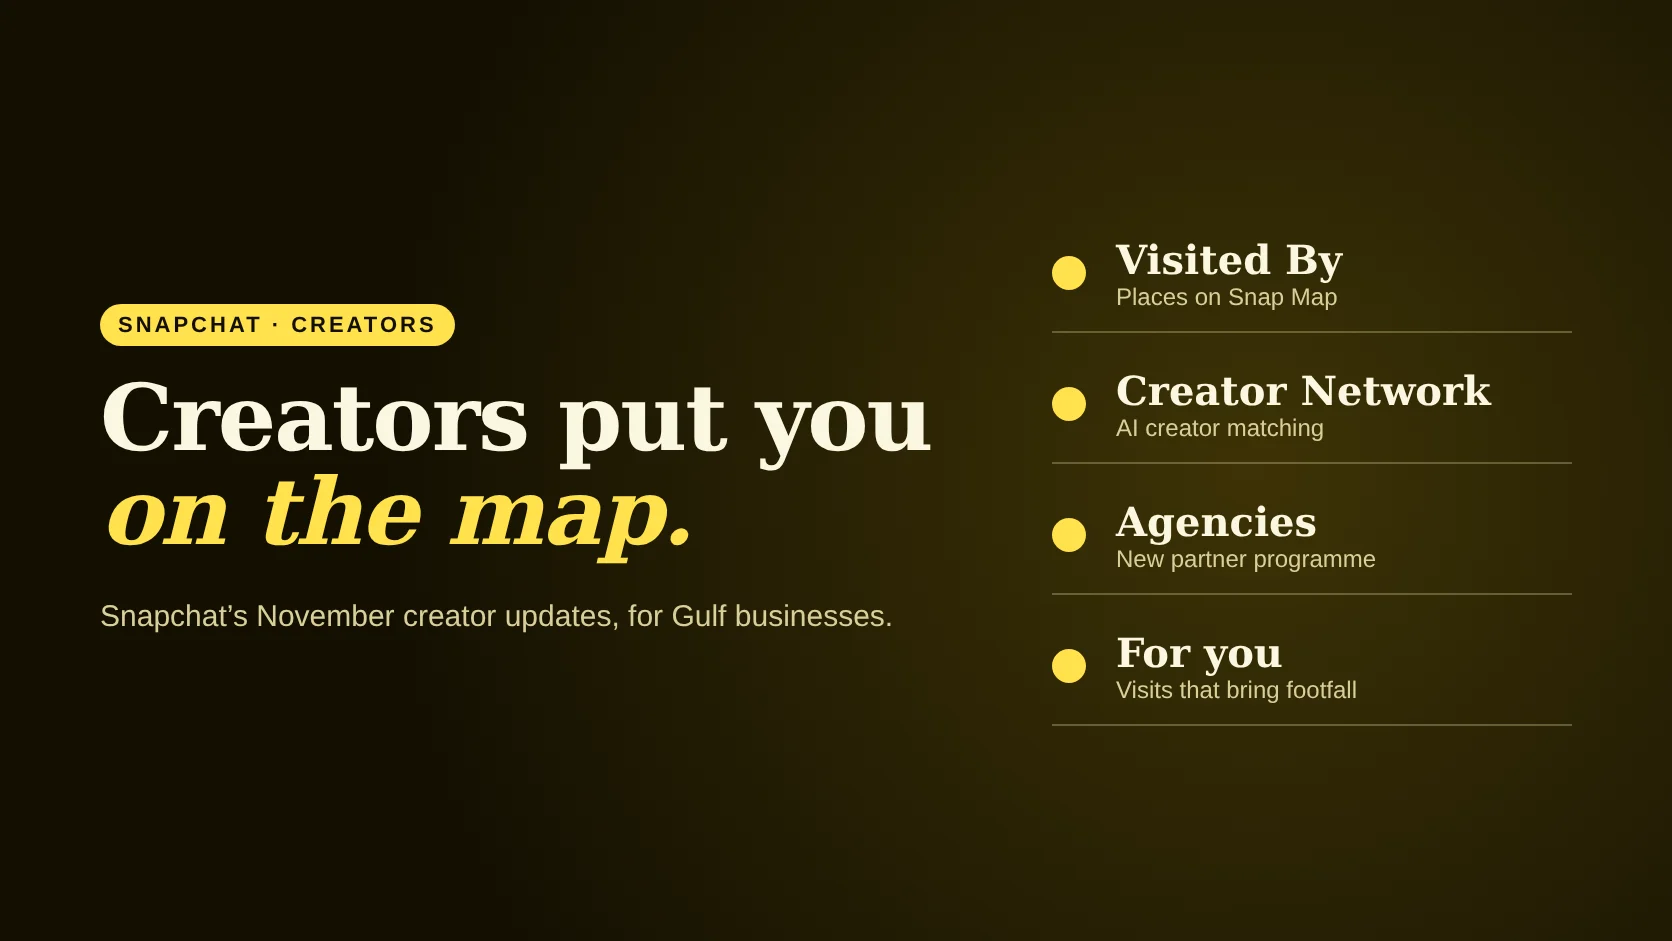 SNAPCHAT · CREATORS
Creators put you
on the map.
Snapchat’s November creator updates, for Gulf businesses.
Visited By
Places on Snap Map
Creator Network
AI creator matching
Agencies
New partner programme
For you
Visits that bring footfall